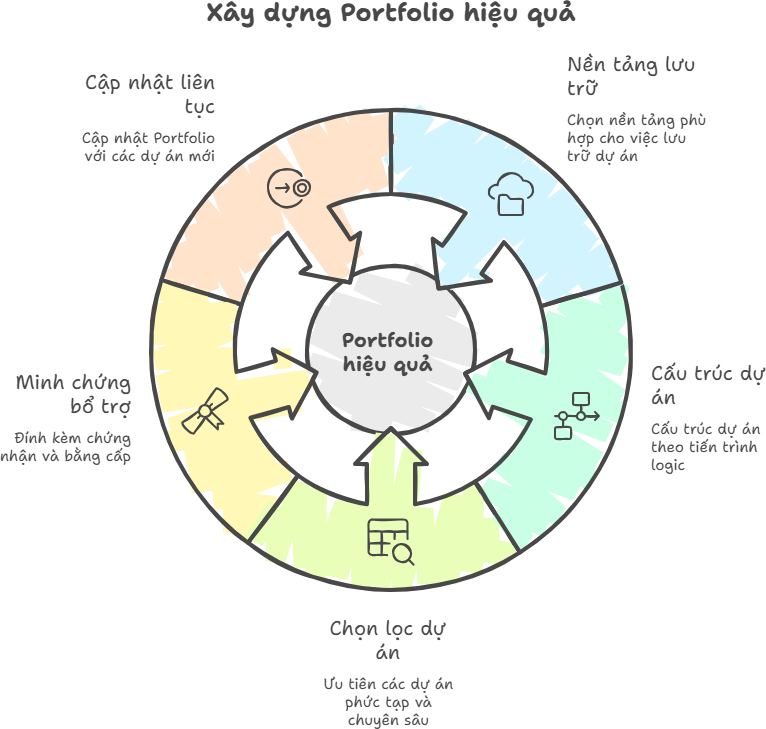 Xây dựng Portfolio hiệu quả
Nền tảng lưu
trữ
Chọn nền tảng phù
hợp cho việc lưu
trữ dự án
Cập nhật liên
tục
Cập nhật Portfolio
với các dự án mới
Portfolio
hiệu quả
Cấu trúc dự
án
Cấu trúc dự án
theo tiến trình
logic
Minh chứng
bổ trợ
Đính kèm chứng
nhận và bằng cấp
Chọn lọc dự
án
Ưu tiên các dự án
phức tạp và
chuyên sâu